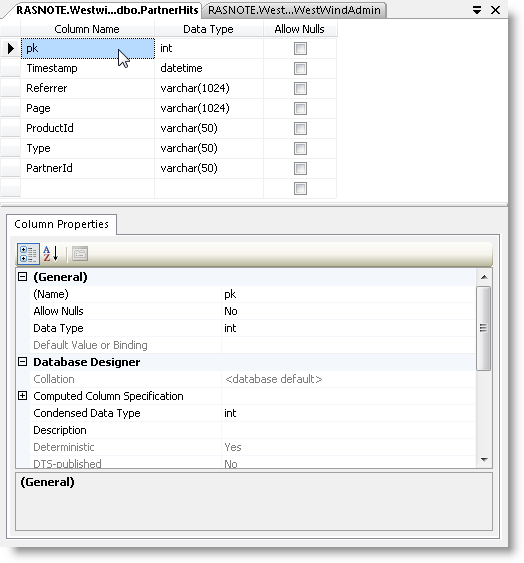 RASNOTE.Westwi...dbo.PartnerHits RASNOTE.West...WestWindAdmin
Column Name Data Type Allow Nulls
pk int
Timestamp datetime
Referrer varchar(1024)
Page varchar(1024)
ProductId varchar(50)
Type varchar(50)
PartnerId varchar(50)
Column Properties
(General)
(Name) pk
Allow Nulls No
Data Type int
Default Value or Binding
Database Designer
Collation <database default>
Computed Column Specification
Condensed Data Type int
Description
Deterministic Yes
DTS-published No
(General)